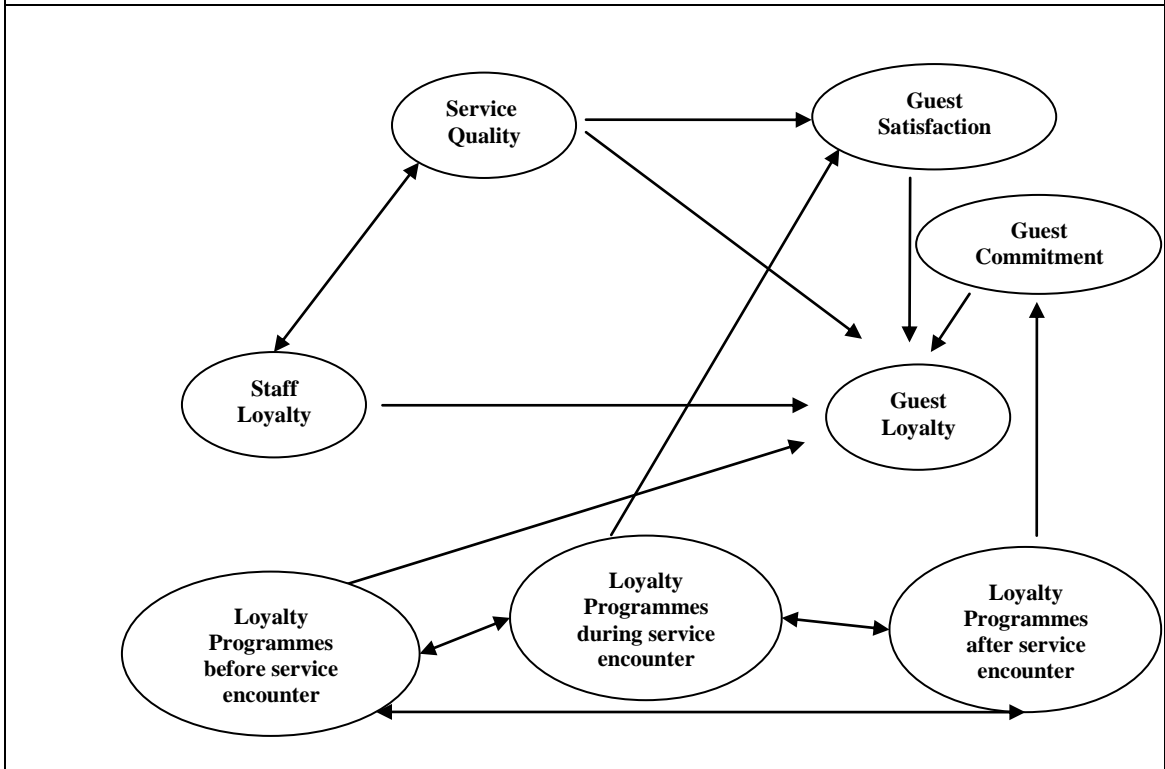 Service
Quality
Guest
Satisfaction
Guest
Commitment
Staff
Loyalty
Guest
Loyalty
Loyalty
Programmes
before service
encounter
Loyalty
Programmes
during service
encounter
Loyalty
Programmes
after service
encounter